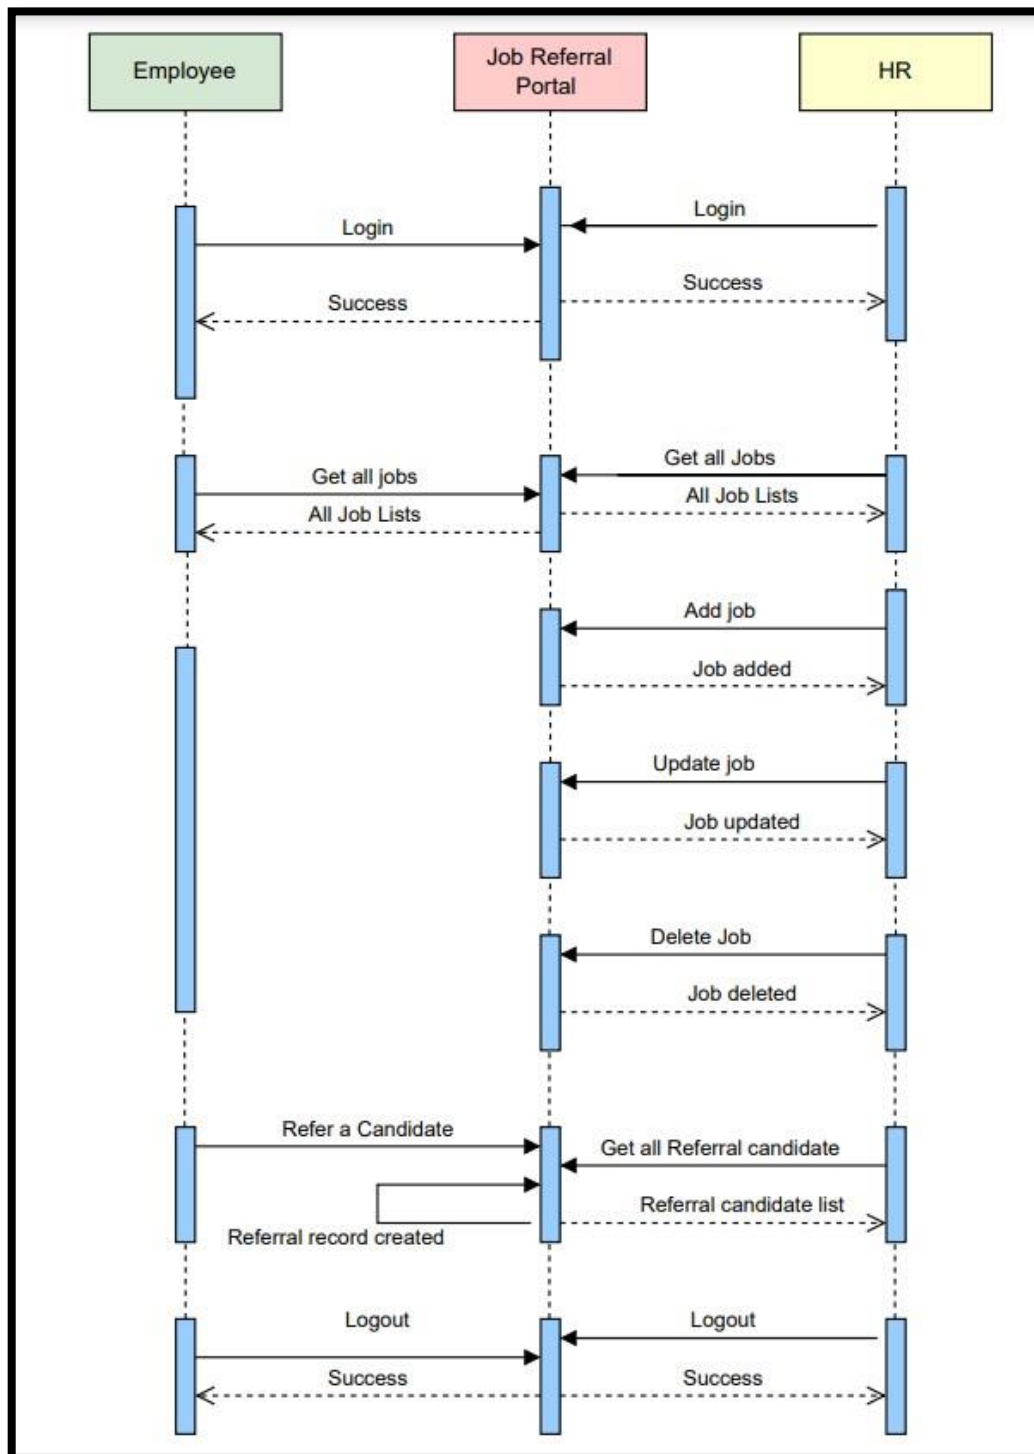 Employee
Job Referral
Portal
HR
Login
Login
Success
Success
Get all Jobs
Get all jobs
All Job Lists
All Job Lists
Add job
Job added
Update job
Job updated
Delete Job
Job deleted
Refer a Candidate
Get all Referral candidate
Referral candidate list
Referral record created
Logout
Logout
Success
Success